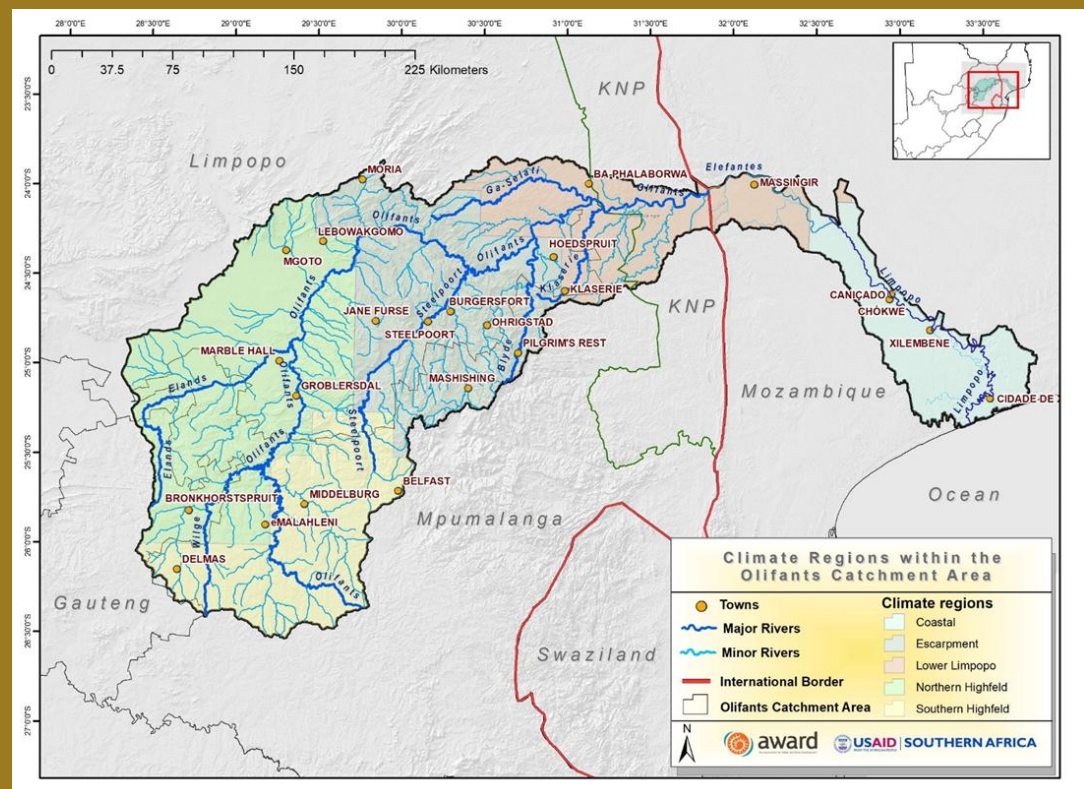 28°0'0"E 28°30'0"E 29°0'0"E 29°30'0"E 30°0'0"E 30°30'0"E 31°0'0"E 31°30'0"E 32°0'0"E 32°30'0"E 33°0'0"E 33°30'0"E
0 37.5 75 150 225 Kilometers
23°30'0"S
24°0'0"S
24°30'0"S
25°0'0"S
25°30'0"S
26°0'0"S
26°30'0"S
27°0'0"S
KNP
Limpopo
MORIA
Ga-Selati
BA-PHALABORWA
Elefantes
MASSINGIR
Olifants
Olifants
LEBOWAKGOMO
MGOTO
Olifants
HOEDSPRUIT
Klaserie
KLASERIE
Olifants
Steelpoort
BURGERSFORT
JANE FURSE
STEELPOORT
OHRIGSTAD
PILGRIM'S REST
Blyde
KNP
Limpopo
CANIÇADO
CHÓKWE
XILEMBENE
Limpopo
CIDADE DE
MARBLE HALL
Elands
Olifants
GROBLERSDAL
MASHISHING
Mozambique
Steelpoort
Olifants
Elands
BRONKHORSTSPRUIT
MIDDELBURG
BELFAST
eMALAHLENI
Wilge
Mpumalanga
Ocean
DELMAS
Olifants
Gauteng
Swaziland
Climate Regions within the
Olifants Catchment Area
Towns
Major Rivers
Minor Rivers
International Border
Olifants Catchment Area
Climate regions
Coastal
Escarpment
Lower Limpopo
Northern Highfeld
Southern Highfeld
N
award
USAID SOUTHERN AFRICA